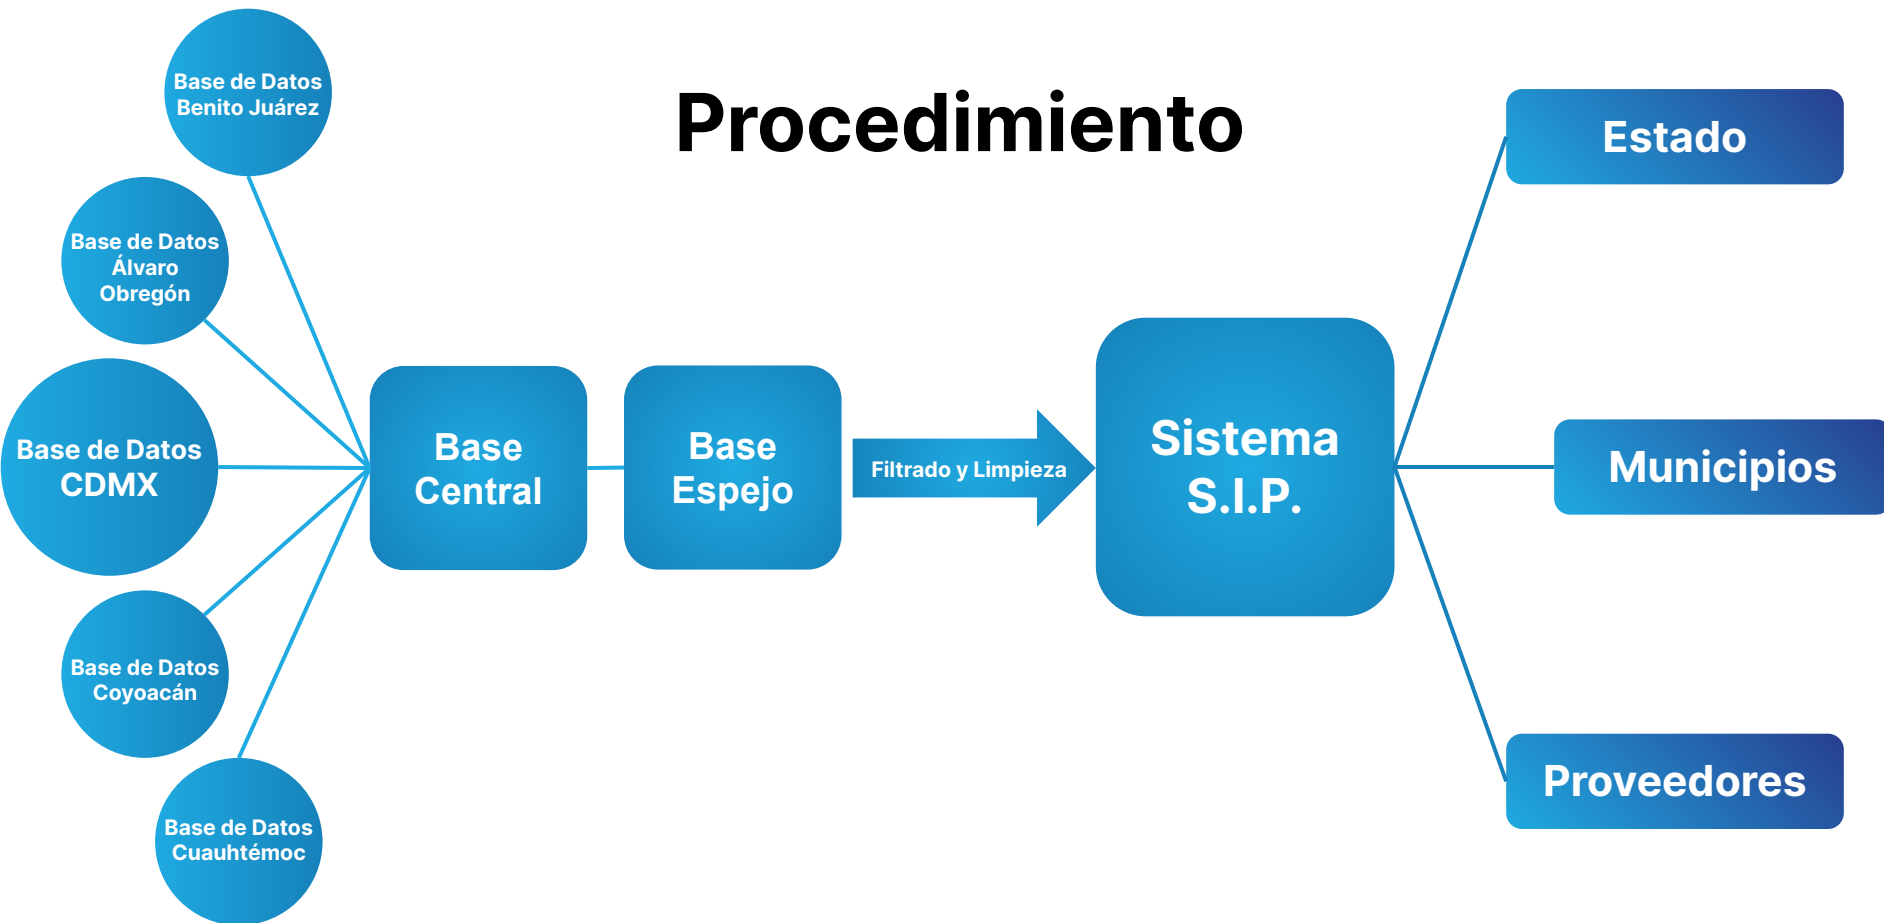 Procedimiento
Base de Datos
Benito Juárez
Base de Datos
Álvaro
Obregón
Base de Datos
CDMX
Base de Datos
Coyoacán
Base de Datos
Cuauhtémoc
Base
Central
Base
Espejo
Filtrado y Limpieza
Sistema
S.I.P.
Estado
Municipios
Proveedores